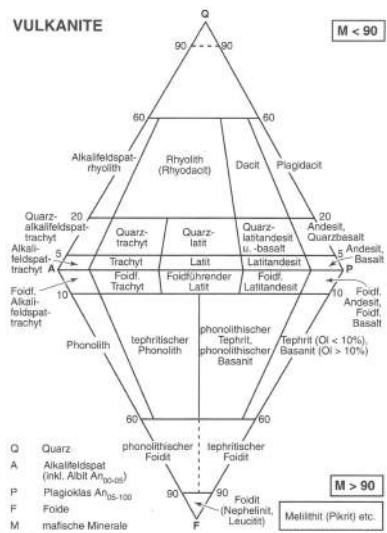 VULKANITE
Q
M < 90
90
90
60
60
Alkalifeldspat-
rhyolith
Rhyolith
(Rhyodacit)
Dacit
Plagidacit
20
20
Quarz-
alkalifeldspat-
trachyt
Quarz-
trachyt
Quarz-
latit
Quarz-
latitandesit
u. -basalt
Andesit,
Quarzbasalt
Alkali-
feldspat-
trachyt
5
5
Trachyt
Latit
Latitandesit
Andesit,
Basalt
A
P
Foidf.
Alkali-
feldspat-
trachyt
Foidf.
Trachyt
Foidführender
Latit
Foidf.
Latitandesit
Foidf.
Andesit,
Foidf.
Basalt
10
10
Phonolith
tephritischer
Phonolith
phonolithischer
Tephrit,
phonolithischer
Basanit
Tephrit (Ol < 10%),
Basanit (Ol > 10%)
60
60
phonolithischer
Foidit
tephritischer
Foidit
90
90
F
Foidit
(Nephelinit,
Leucitit)
Q Quarz
A Alkalifeldspat
(inkl. Albit An00-05)
P Plagioklas An05-100
F Foide
M mafische Minerale
M > 90
Melilithit (Pikrit) etc.